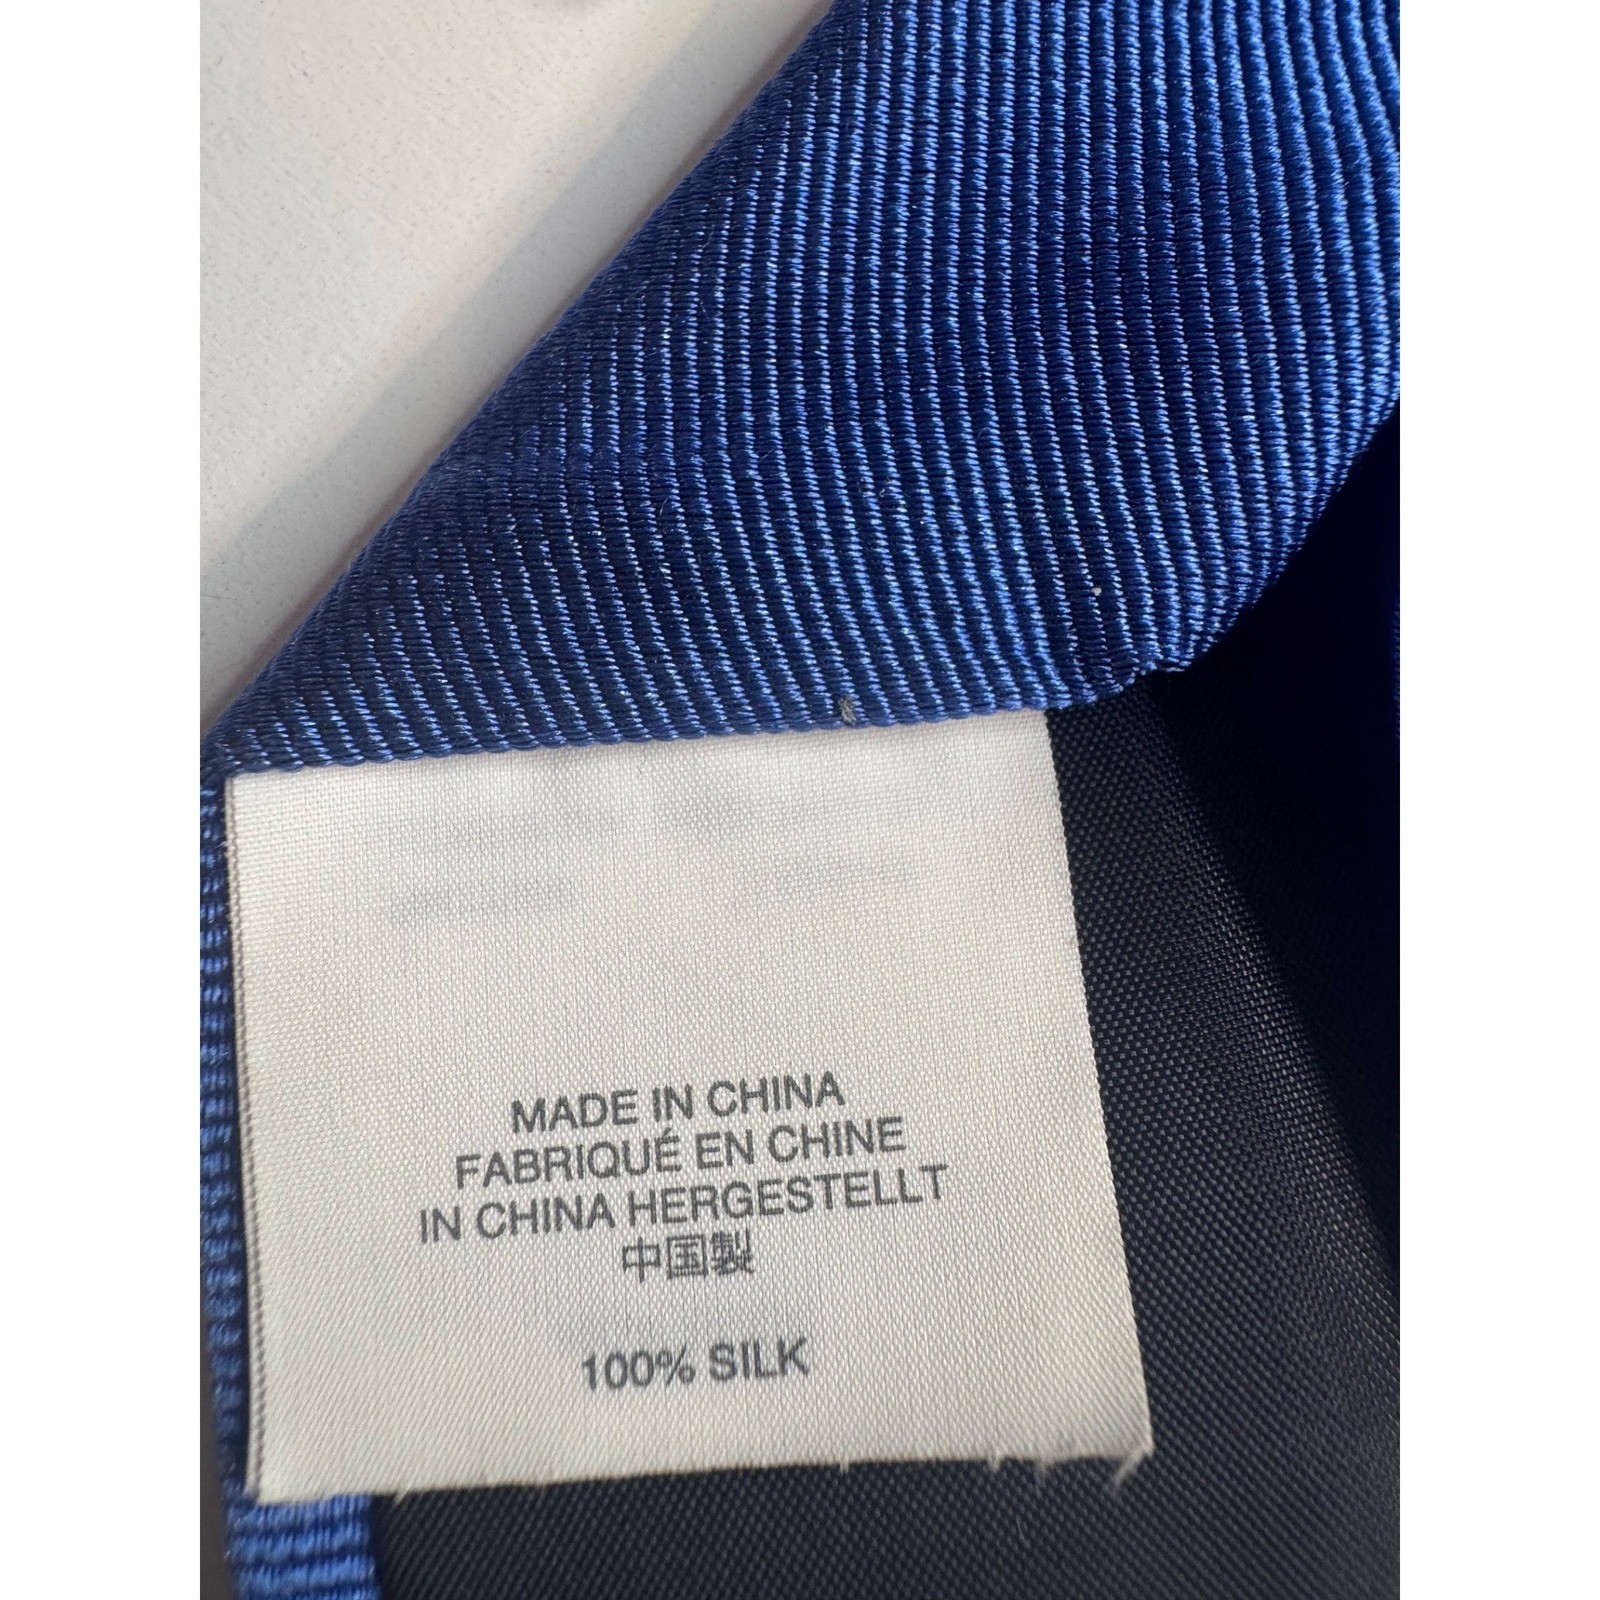 MADE IN CHINA
FABRIQUÉ EN CHINE
IN CHINA HERGESTELLT
中国製
100% SILK